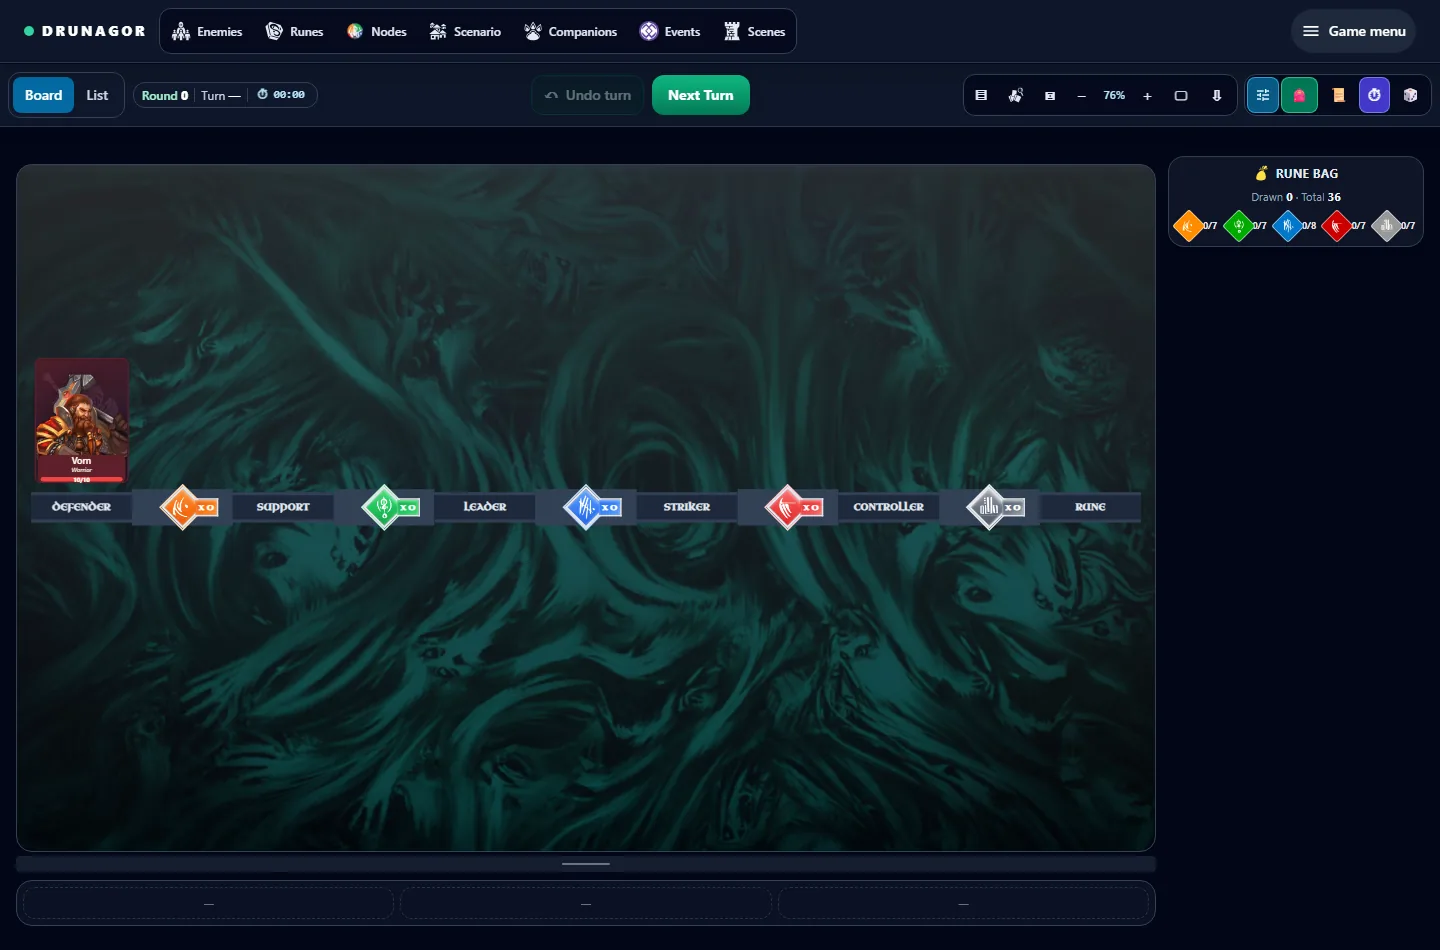 DRUNAGOR
Enemies
Runes
Nodes
Scenario
Companions
Events
Scenes
Game menu
Board
List
Round 0
Turn —
00:00
Undo turn
Next Turn
–
76%
+
RUNE BAG
Drawn 0 · Total 36
0/7
0/7
0/8
0/7
0/7
Vorn
Warrior
16/16
DEFENDER
X0
SUPPORT
X0
LEADER
X0
STRIKER
X0
CONTROLLER
X0
RUNE
—
—
—